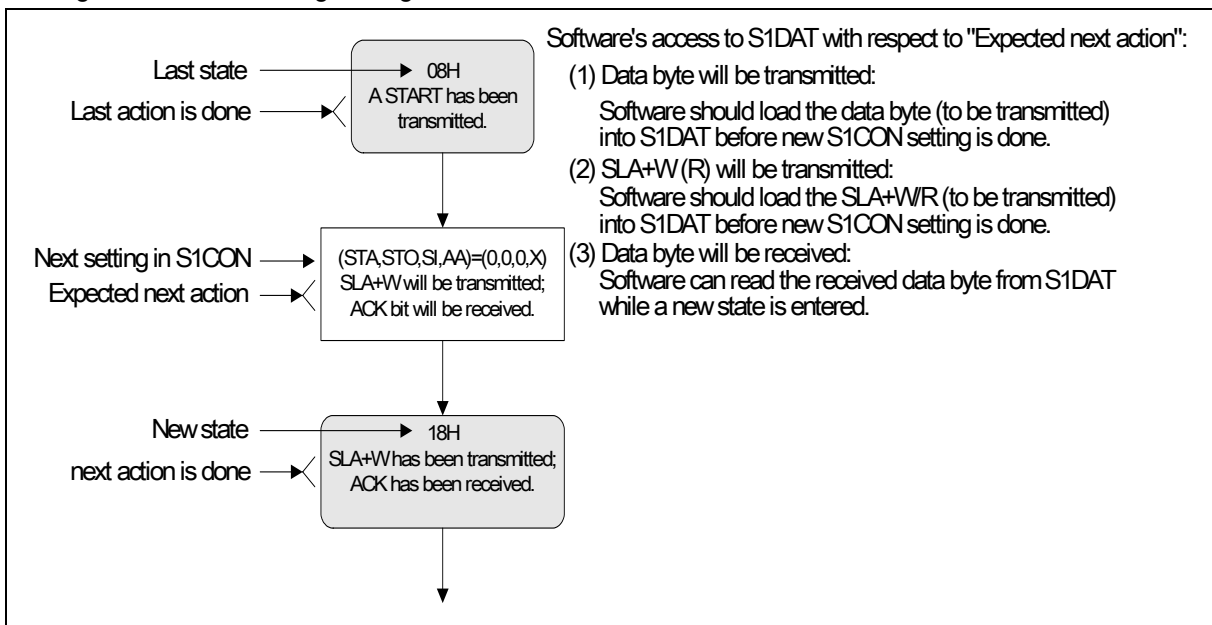 Last state
Last action is done
08H
A START has been
transmitted.
Next setting in S1CON
Expected next action
(STA,STO,SI,AA)=(0,0,0,X)
SLA+W will be transmitted;
ACK bit will be received.
New state
next action is done
18H
SLA+W has been transmitted;
ACK has been received.
Software's access to S1DAT with respect to "Expected next action":
(1) Data byte will be transmitted:
Software should load the data byte (to be transmitted)
into S1DAT before new S1CON setting is done.
(2) SLA+W (R) will be transmitted:
Software should load the SLA+W/R (to be transmitted)
into S1DAT before new S1CON setting is done.
(3) Data byte will be received:
Software can read the received data byte from S1DAT
while a new state is entered.